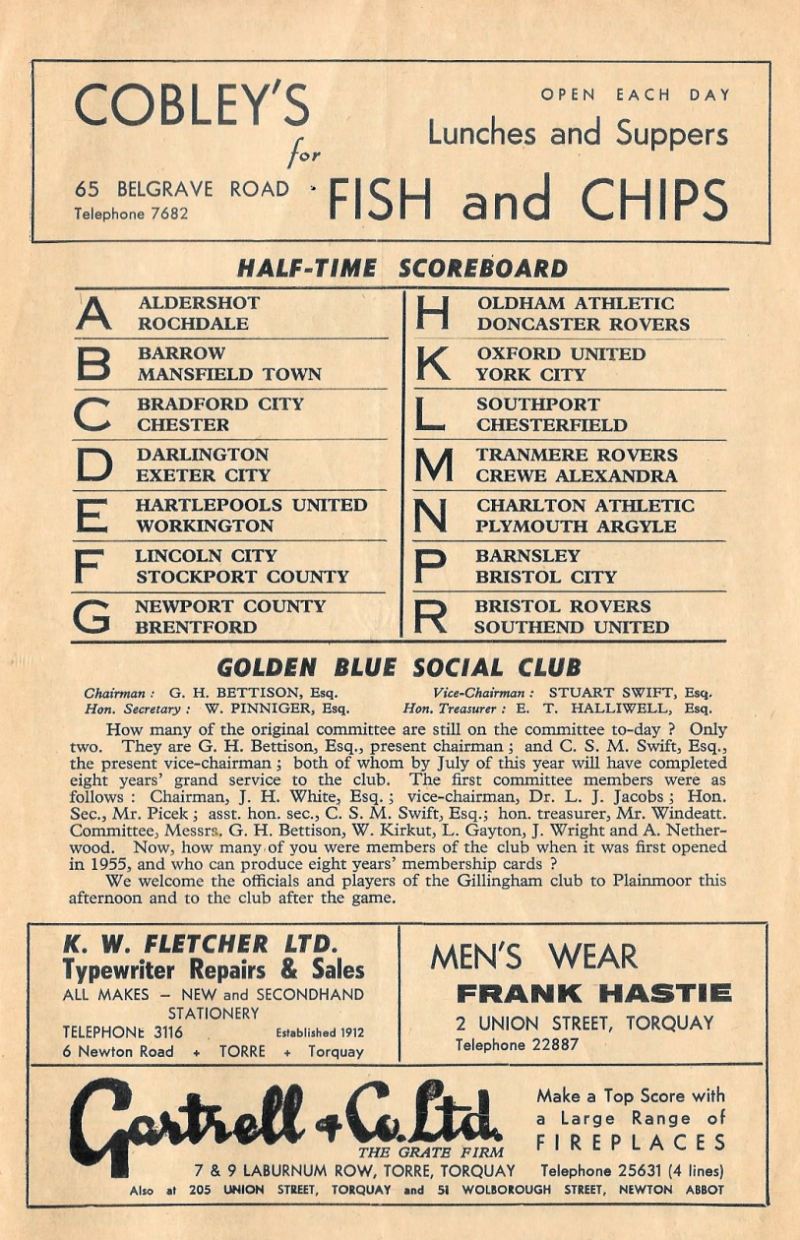 COBLEY'S
for
65 BELGRAVE ROAD
Telephone 7682
OPEN EACH DAY
Lunches and Suppers
FISH and CHIPS
HALF-TIME SCOREBOARD
A ALDERSHOT
ROCHDALE
B BARROW
MANSFIELD TOWN
C BRADFORD CITY
CHESTER
D DARLINGTON
EXETER CITY
E HARTLEPOOLS UNITED
WORKINGTON
F LINCOLN CITY
STOCKPORT COUNTY
G NEWPORT COUNTY
BRENTFORD
H OLDHAM ATHLETIC
DONCASTER ROVERS
K OXFORD UNITED
YORK CITY
L SOUTHPORT
CHESTERFIELD
M TRANMERE ROVERS
CREWE ALEXANDRA
N CHARLTON ATHLETIC
PLYMOUTH ARGYLE
P BARNSLEY
BRISTOL CITY
R BRISTOL ROVERS
SOUTHEND UNITED
GOLDEN BLUE SOCIAL CLUB
Chairman : G. H. BETTISON, Esq. Vice-Chairman : STUART SWIFT, Esq.
Hon. Secretary : W. PINNIGER, Esq. Hon. Treasurer : E. T. HALLIWELL, Esq.
How many of the original committee are still on the committee to-day ? Only
two. They are G. H. Bettison, Esq., present chairman ; and C. S. M. Swift, Esq.,
the present vice-chairman ; both of whom by July of this year will have completed
eight years' grand service to the club. The first committee members were as
follows : Chairman, J. H. White, Esq. ; vice-chairman, Dr. L. J. Jacobs ; Hon.
Sec., Mr. Picek ; asst. hon. sec., C. S. M. Swift, Esq.; hon. treasurer, Mr. Windeatt.
Committee, Messrs. G. H. Bettison, W. Kirkut, L. Gayton, J. Wright and A. Nether-
wood. Now, how many of you were members of the club when it was first opened
in 1955, and who can produce eight years' membership cards ?
We welcome the officials and players of the Gillingham club to Plainmoor this
afternoon and to the club after the game.
K. W. FLETCHER LTD.
Typewriter Repairs & Sales
ALL MAKES – NEW and SECONDHAND
STATIONERY
TELEPHONE 3116 Established 1912
6 Newton Road + TORRE + Torquay
MEN'S WEAR
FRANK HASTIE
2 UNION STREET, TORQUAY
Telephone 22887
Gartrell & Co. Ltd.
THE GRATE FIRM
Make a Top Score with
a Large Range of
FIREPLACES
7 & 9 LABURNUM ROW, TORRE, TORQUAY Telephone 25631 (4 lines)
Also at 205 UNION STREET, TORQUAY and 51 WOLBOROUGH STREET, NEWTON ABBOT